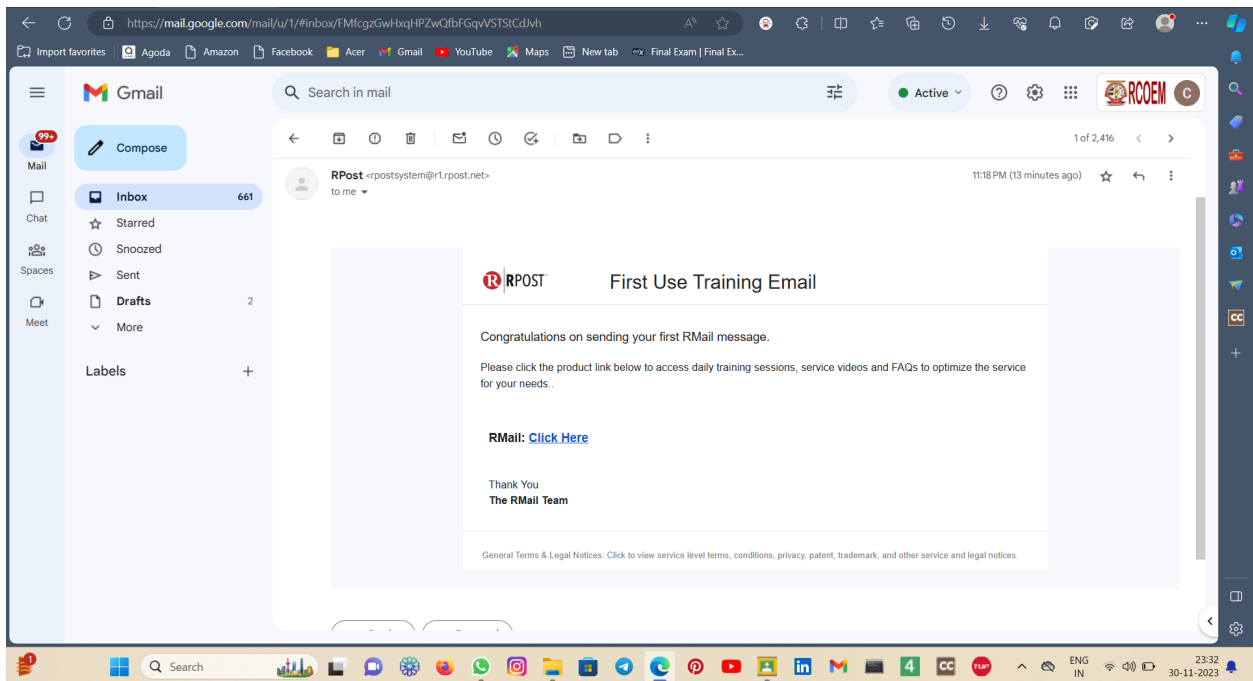 https://mail.google.com/mail/u/1/#inbox/FMfcgzGwHxqHPZwQfbFGqvVSTStCdJvh
Import favorites Agoda Amazon Facebook Acer Gmail YouTube Maps New tab Final Exam | Final Ex...
Gmail
Search in mail
Active
RCOEM
C
99+
Mail
Chat
Spaces
Meet
Compose
Inbox 661
Starred
Snoozed
Sent
Drafts 2
More
Labels
1 of 2,416
RPost <rpostsystem@r1.rpost.net>
11:18 PM (13 minutes ago)
to me
RPOST
First Use Training Email
Congratulations on sending your first RMail message.
Please click the product link below to access daily training sessions, service videos and FAQs to optimize the service
for your needs..
RMail: Click Here
Thank You
The RMail Team
General Terms & Legal Notices: Click to view service level terms, conditions, privacy, patent, trademark, and other service and legal notices.
CC
1
Search
4
CC
ENG
IN
23:32
30-11-2023